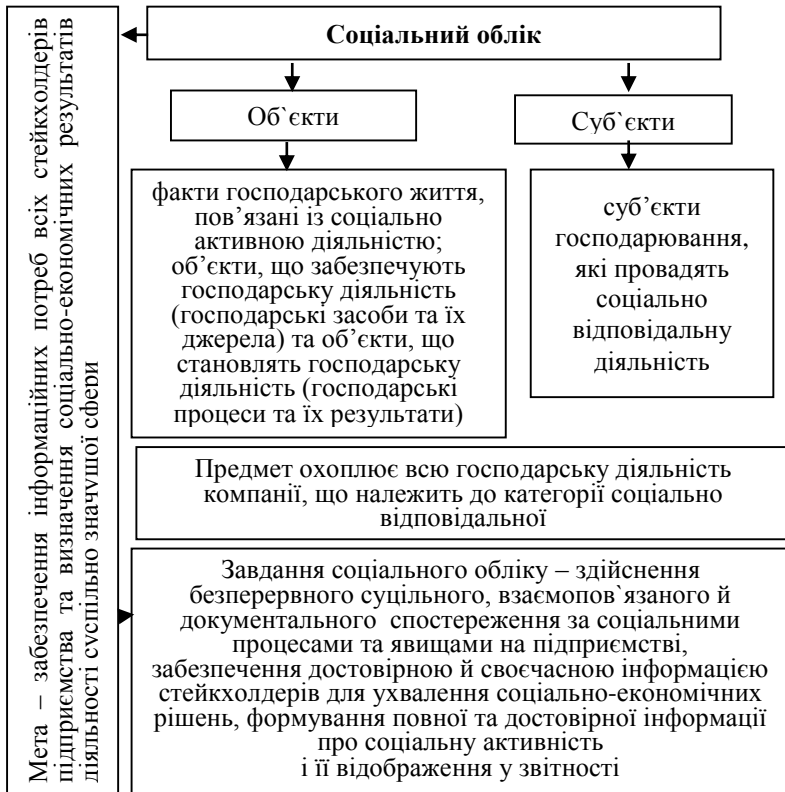 Соціальний облік
Об`єкти
Суб`єкти
факти господарського життя,
пов’язані із соціально
активною діяльністю;
об’єкти, що забезпечують
господарську діяльність
(господарські засоби та їх
джерела) та об’єкти, що
становлять господарську
діяльність (господарські
процеси та їх результати)
суб’єкти
господарювання,
які провадять
соціально
відповідальну
діяльність
Предмет охоплює всю господарську діяльність
компанії, що належить до категорії соціально
відповідальної
Завдання соціального обліку – здійснення
безперервного суцільного, взаємопов`язаного й
документального спостереження за соціальними
процесами та явищами на підприємстві,
забезпечення достовірною й своєчасною інформацією
стейкхолдерів для ухвалення соціально-економічних
рішень, формування повної та достовірної інформації
про соціальну активність
і її відображення у звітності
Мета – забезпечення інформаційних потреб всіх стейкхолдерів
підприємства та визначення соціально-економічних результатів
діяльності суспільно значущої сфери